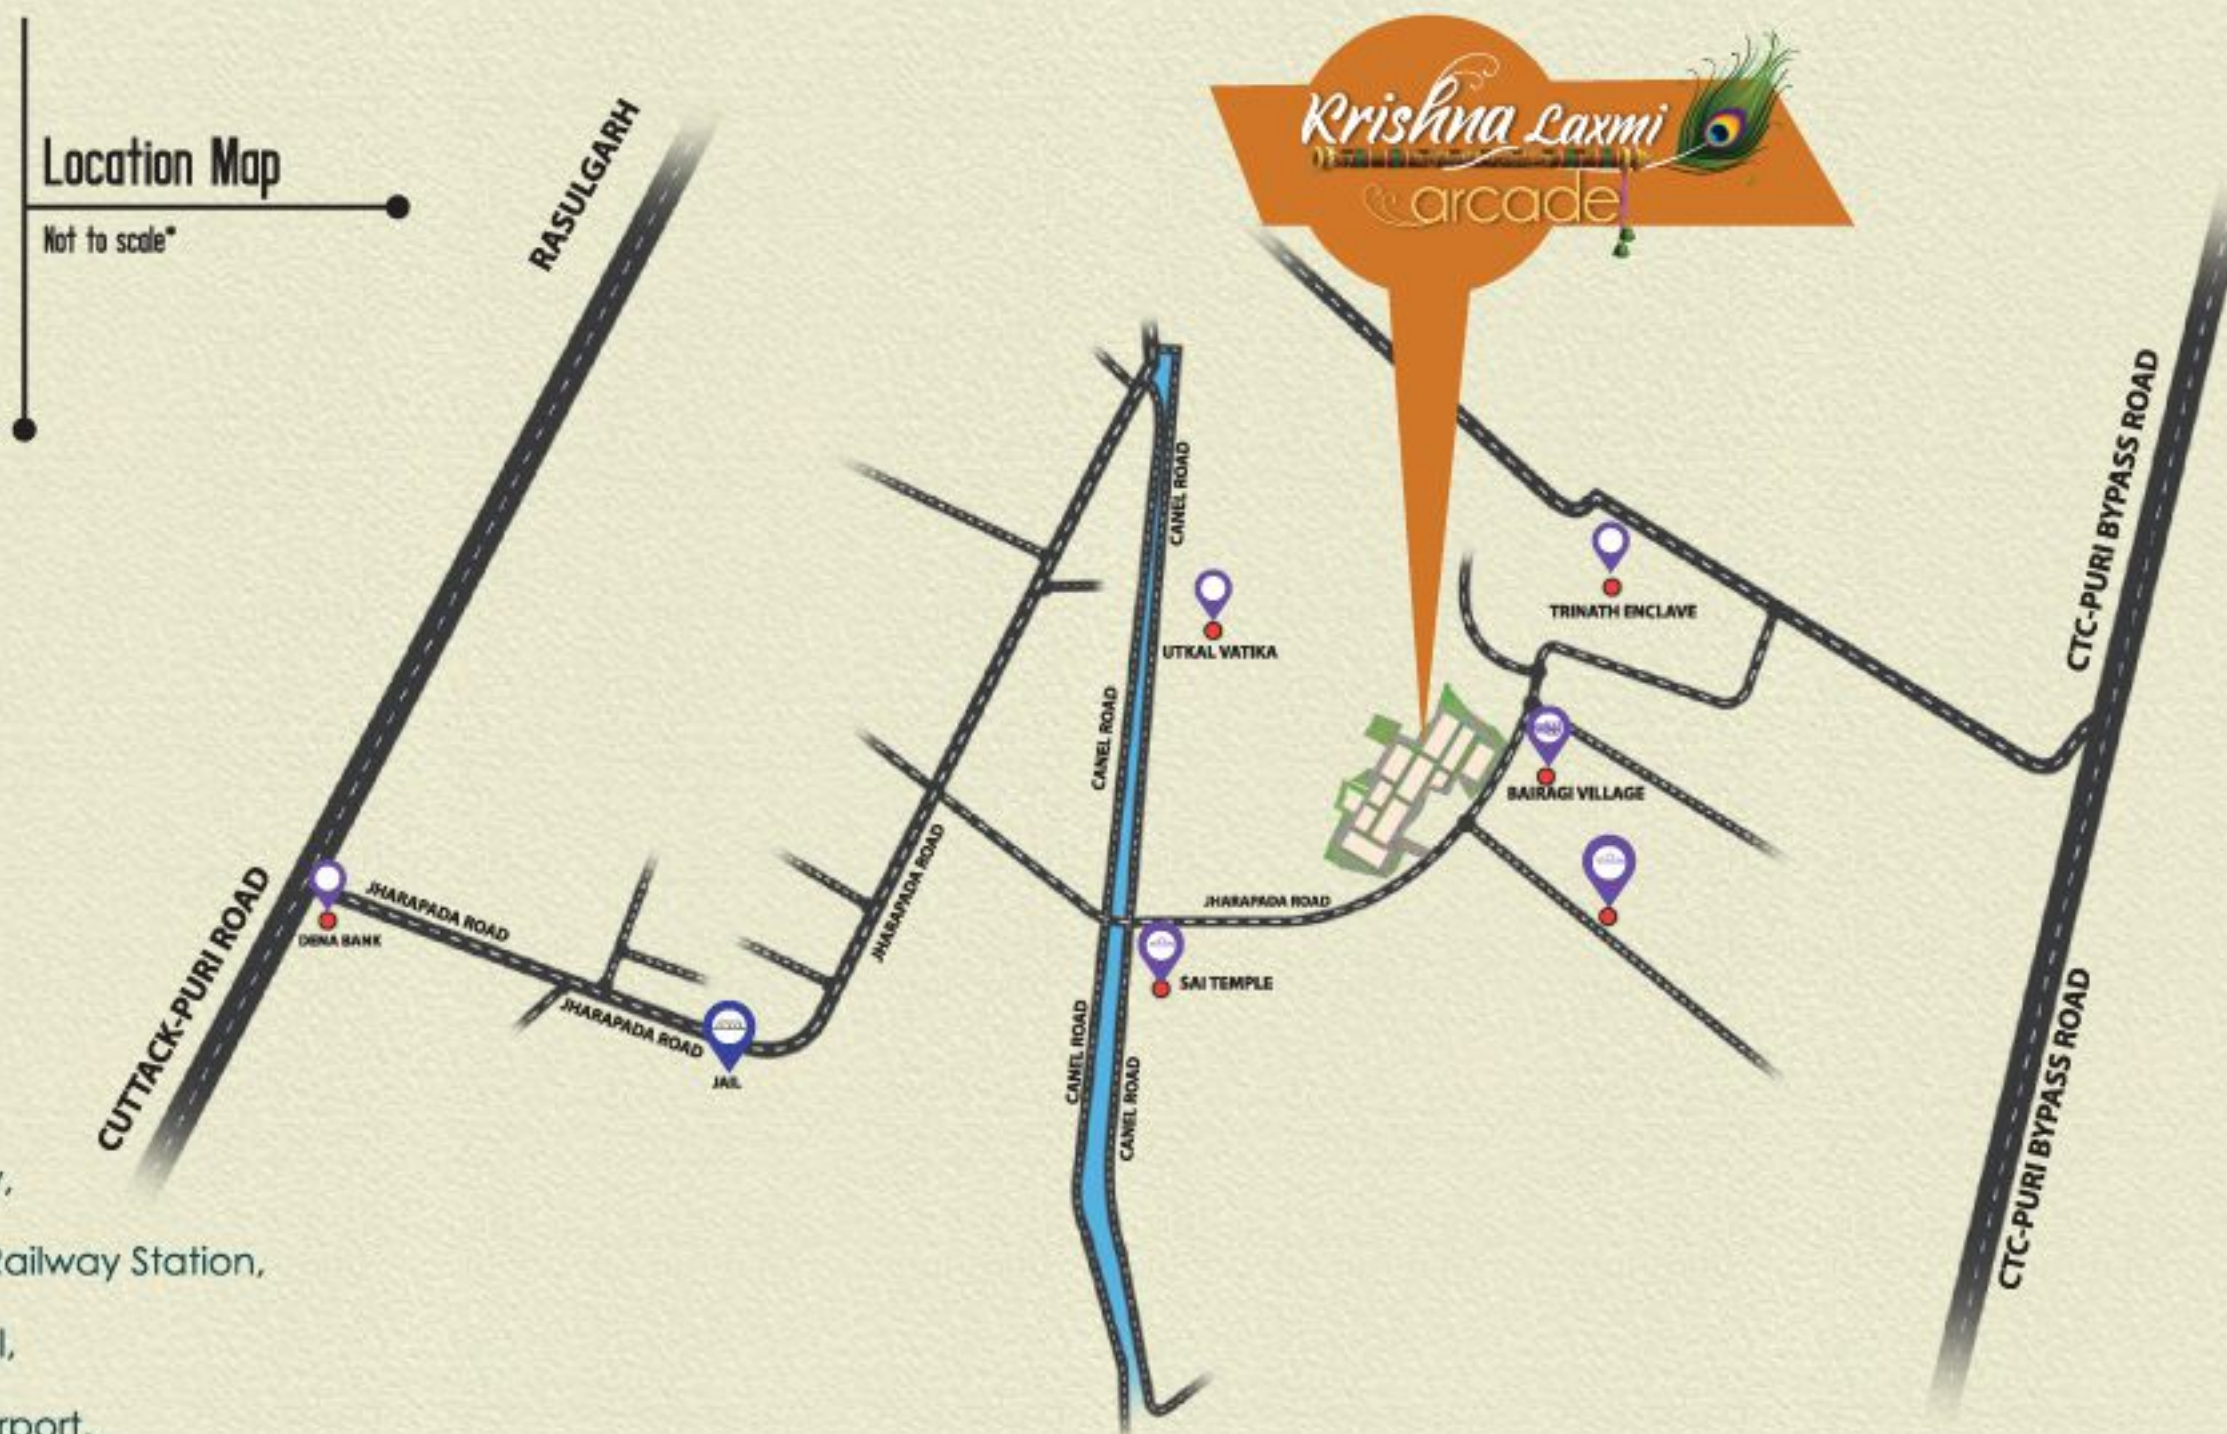 Location Map
Not to scale*
RASULGARH
Krishna Laxmi
arcade
CANEL ROAD
CTC-PURI BYPASS ROAD
TRINATH ENCLAVE
UTKAL VATIKA
CANEL ROAD
BAIRAGI VILLAGE
JHARAPADA ROAD
CUTTACK-PURI ROAD
JHARAPADA ROAD
JHARAPADA ROAD
DENA BANK
SAI TEMPLE
JHARAPADA ROAD
JAIL
CANEL ROAD
CANEL ROAD
CTC-PURI BYPASS ROAD
Railway Station,